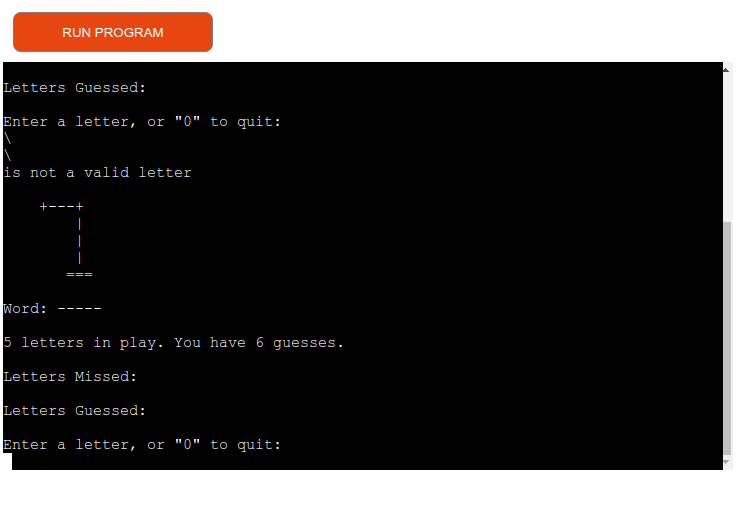 RUN PROGRAM
Letters Guessed:
Enter a letter, or "0" to quit:
\
\
is not a valid letter
    +---+
        |
        |
        |
       ===
Word: -----
5 letters in play. You have 6 guesses.
Letters Missed:
Letters Guessed:
Enter a letter, or "0" to quit: